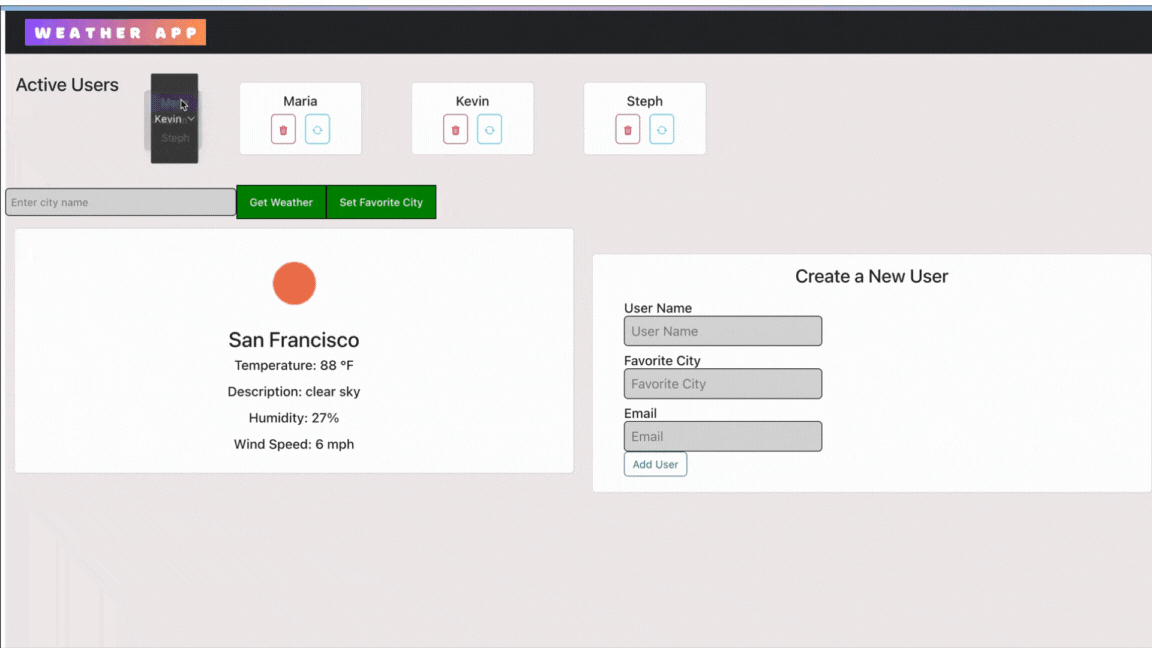 WEATHER APP
Active Users
Kevin
Steph
Maria
Kevin
Steph
Enter city name
Get Weather
Set Favorite City
San Francisco
Temperature: 88 °F
Description: clear sky
Humidity: 27%
Wind Speed: 6 mph
Create a New User
User Name
User Name
Favorite City
Favorite City
Email
Email
Add User